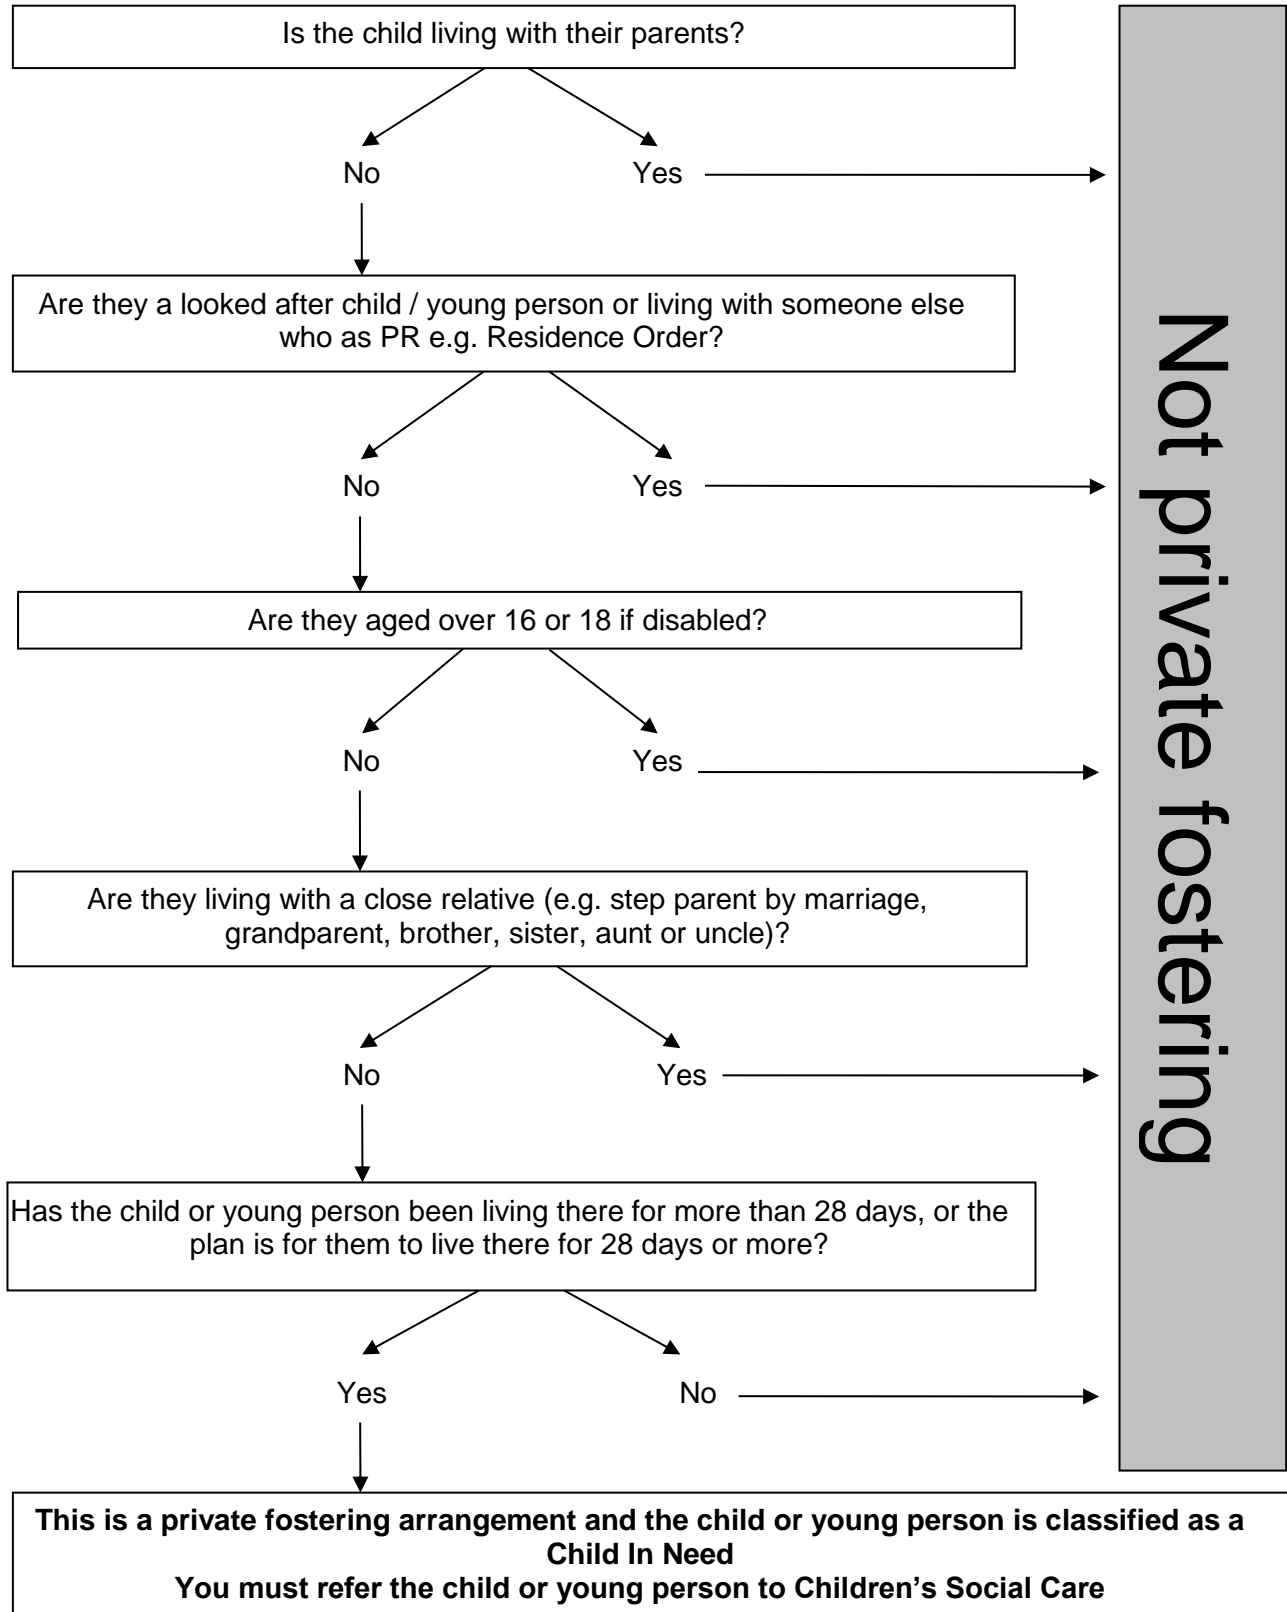 Is the child living with their parents?
No
Yes
Are they a looked after child / young person or living with someone else
who as PR e.g. Residence Order?
No
Yes
Are they aged over 16 or 18 if disabled?
No
Yes
Are they living with a close relative (e.g. step parent by marriage,
grandparent, brother, sister, aunt or uncle)?
No
Yes
Has the child or young person been living there for more than 28 days, or the
plan is for them to live there for 28 days or more?
Yes
No
Not private fostering
This is a private fostering arrangement and the child or young person is classified as a
Child In Need
You must refer the child or young person to Children’s Social Care